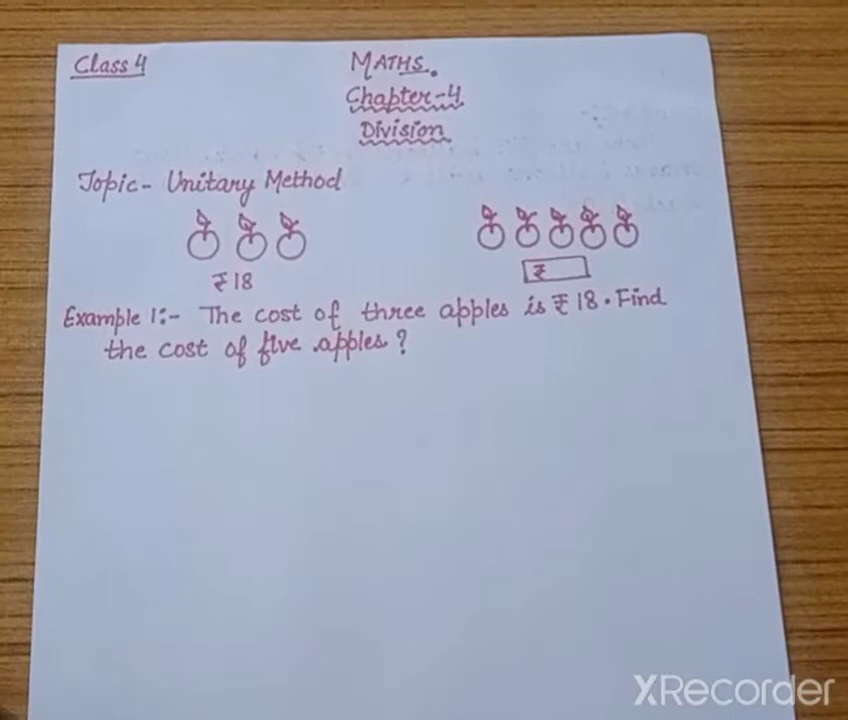 Class 4
MATHS.
Chapter-4
Division
Topic- Unitary Method
₹18
₹
Example 1:- The cost of three apples is ₹18. Find
the cost of five apples?
XRecorder